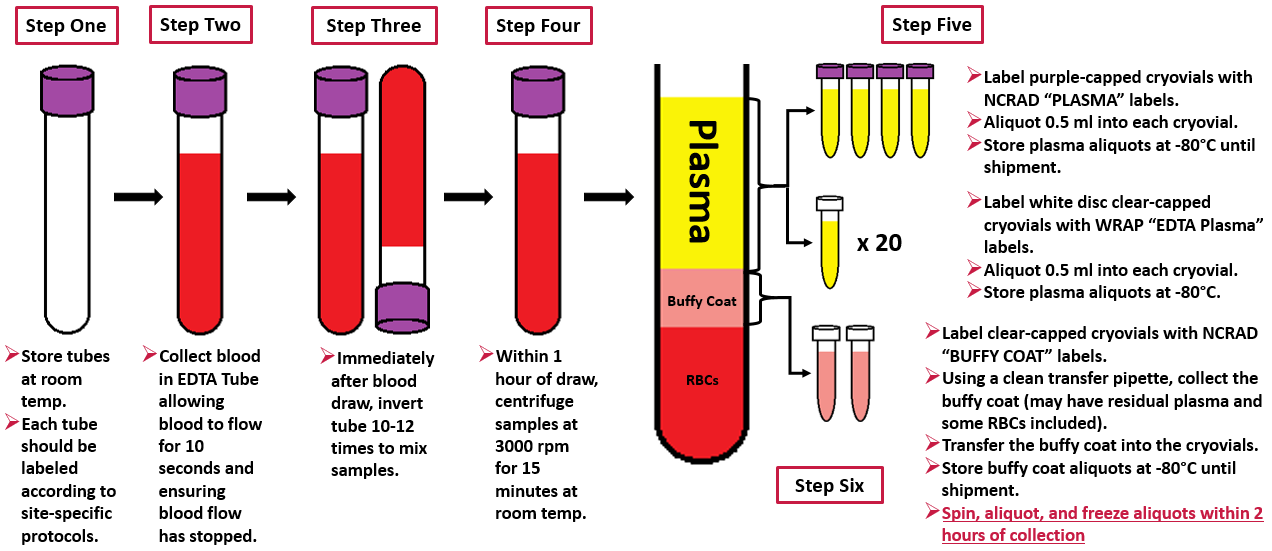 Step One
Store tubes
at room
temp.
Each tube
should be
labeled
according to
site-specific
protocols.
Step Two
Collect blood
in EDTA Tube
allowing
blood to flow
for 10
seconds and
ensuring
blood flow
has stopped.
Step Three
Immediately
after blood
draw, invert
tube 10-12
times to mix
samples.
Step Four
Within 1
hour of draw,
centrifuge
samples at
3000 rpm
for 15
minutes at
room temp.
Plasma
Buffy Coat
RBCs
Step Five
Label purple-capped cryovials with
NCRAD “PLASMA” labels.
Aliquot 0.5 ml into each cryovial.
Store plasma aliquots at -80°C until
shipment.
x 20
Label white disc clear-capped
cryovials with WRAP “EDTA Plasma”
labels.
Aliquot 0.5 ml into each cryovial.
Store plasma aliquots at -80°C.
Step Six
Label clear-capped cryovials with NCRAD
“BUFFY COAT” labels.
Using a clean transfer pipette, collect the
buffy coat (may have residual plasma and
some RBCs included).
Transfer the buffy coat into the cryovials.
Store buffy coat aliquots at -80°C until
shipment.
Spin, aliquot, and freeze aliquots within 2
hours of collection